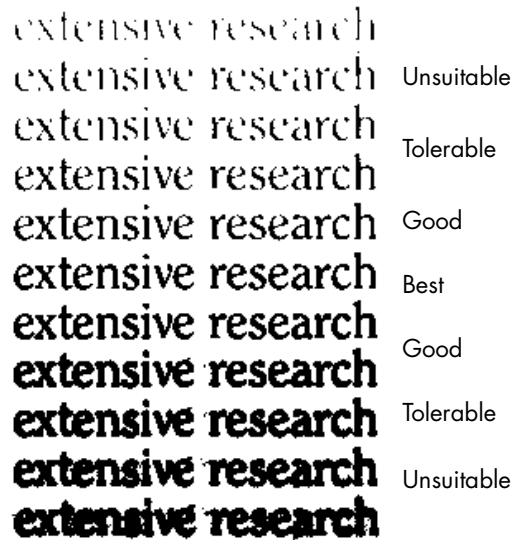 extensive research
extensive research Unsuitable
extensive research
Tolerable
extensive research
extensive research Good
extensive research Best
extensive research
Good
extensive research
extensive research Tolerable
extensive research Unsuitable
extensive research